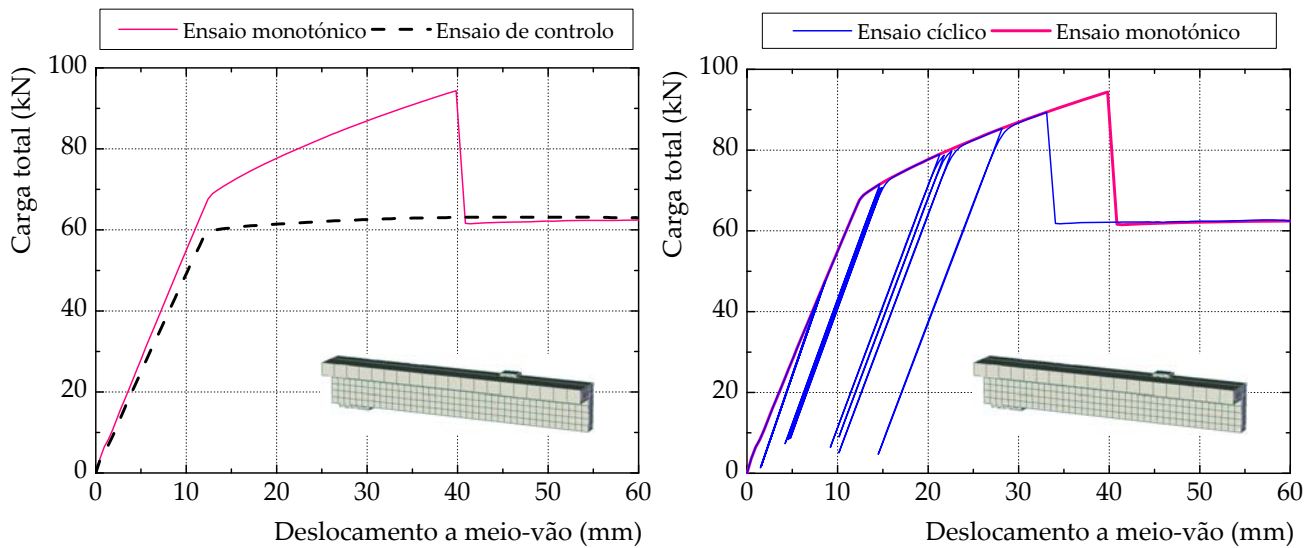 Ensaio monotónico Ensaio de controlo
100
80
60
40
20
0
0 10 20 30 40 50 60
Carga total (kN)
Deslocamento a meio-vão (mm)
Ensaio cíclico Ensaio monotónico
100
80
60
40
20
0
0 10 20 30 40 50 60
Carga total (kN)
Deslocamento a meio-vão (mm)